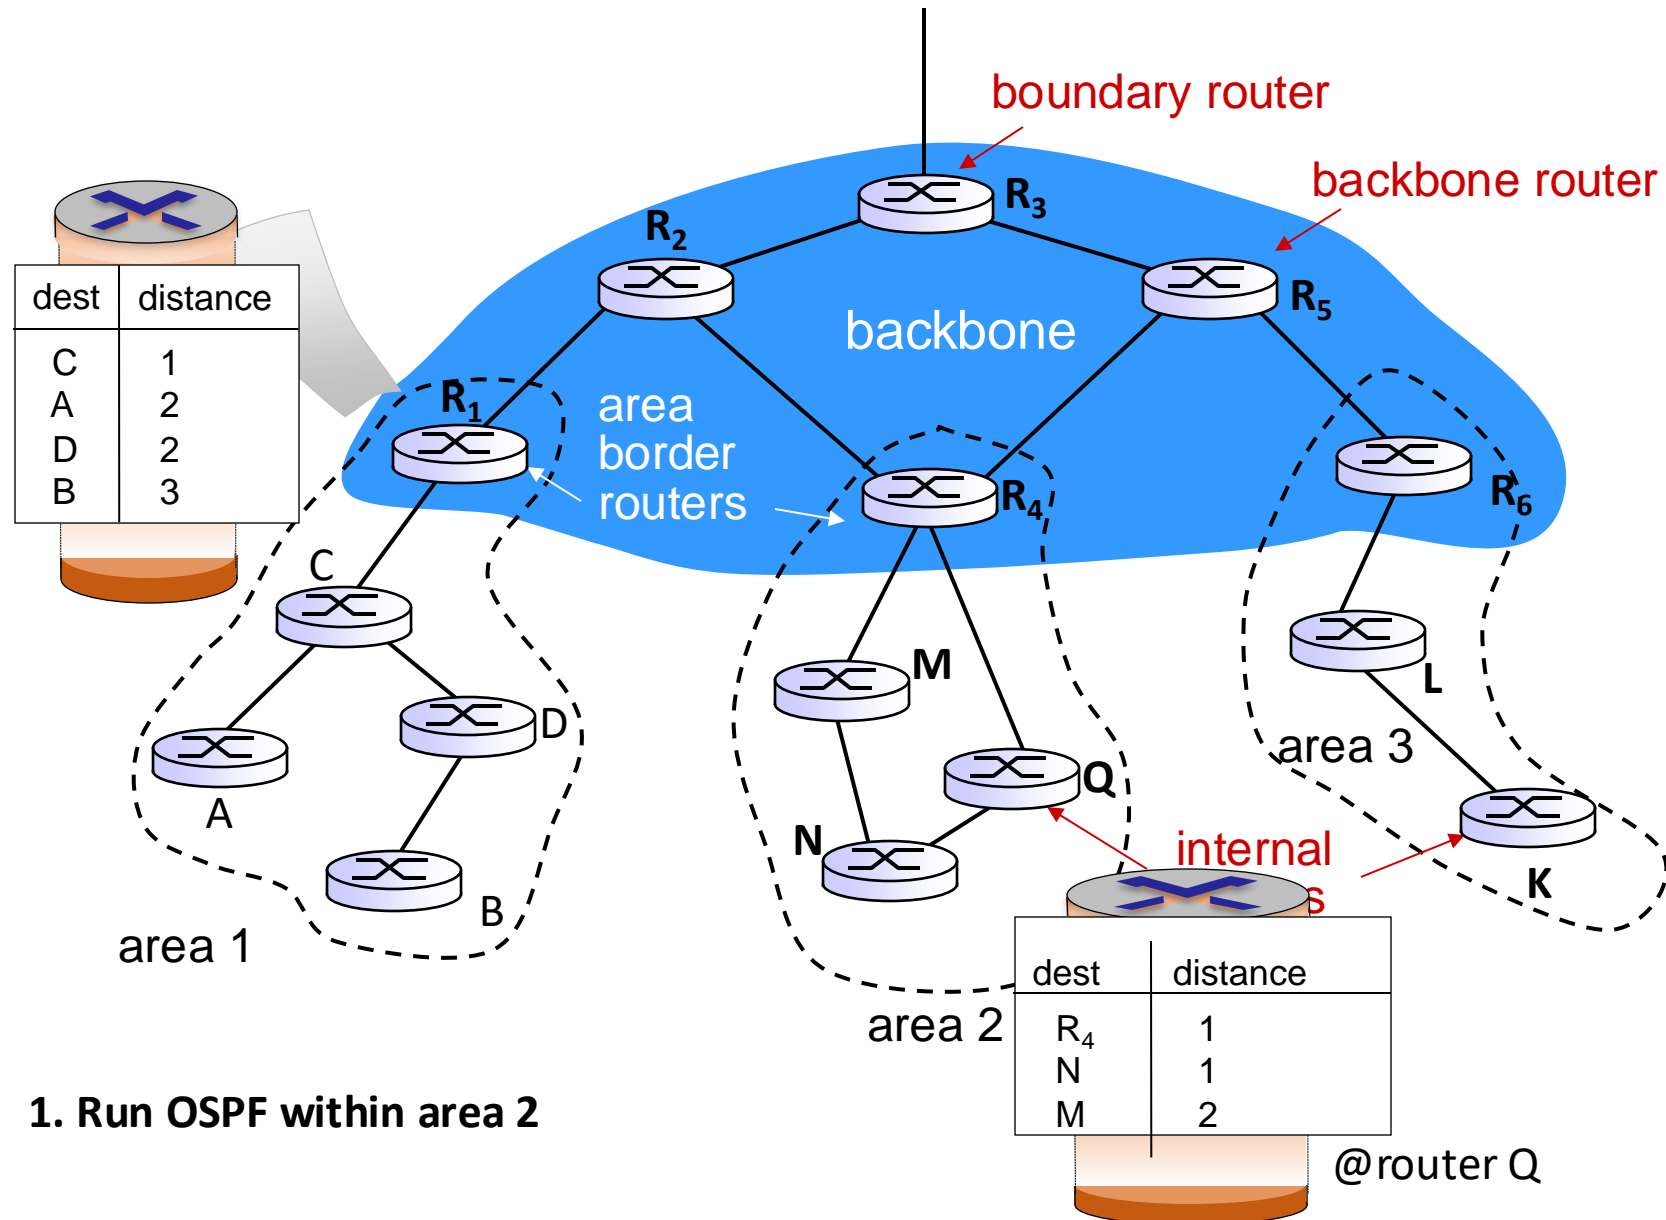 boundary router
backbone router
R3
R2
R5
backbone
dest distance
C 1
A 2
D 2
B 3
R1
area
border
routers
R4
R6
C
M
L
D
area 3
Q
A
N
internal
s
K
B
area 1
dest distance
R4 1
N 1
M 2
area 2
1. Run OSPF within area 2
@router Q